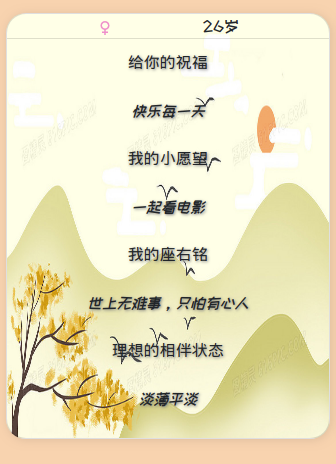 ♀ 26岁
给你的祝福
快乐每一天
我的小愿望
一起看电影
我的座右铭
世上无难事，只怕有心人
理想的相伴状态
淡薄平淡